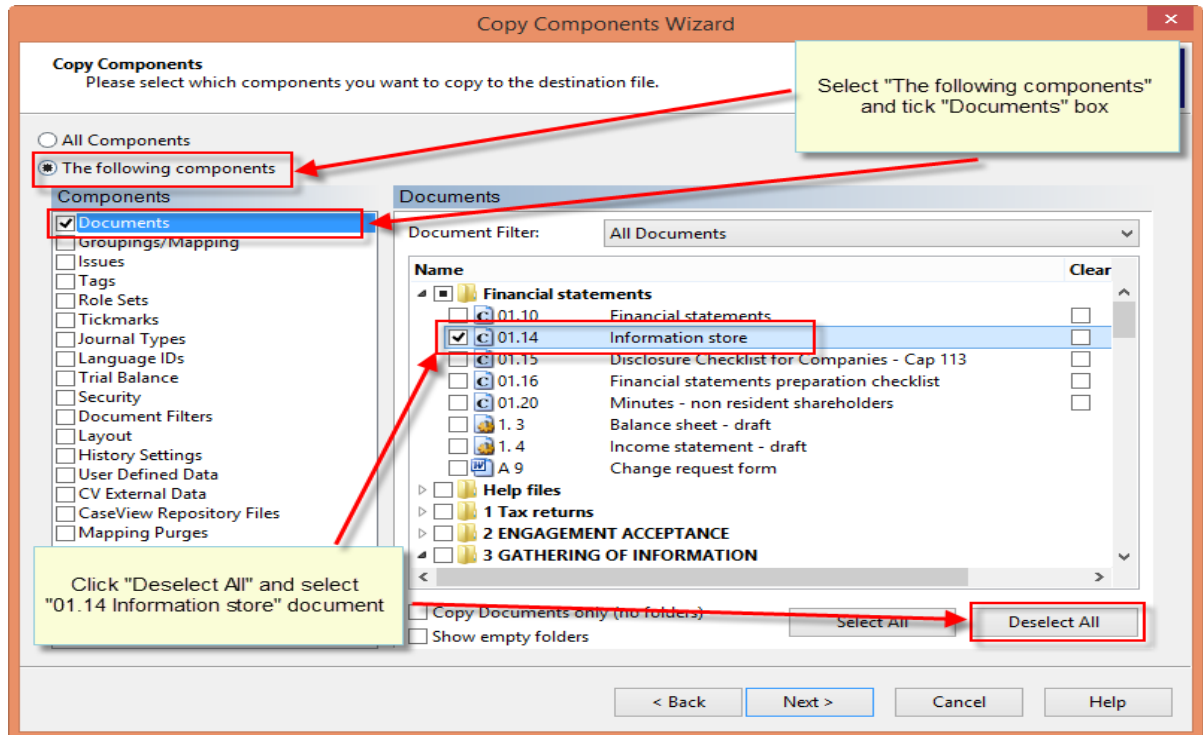 Copy Components Wizard
Copy Components
Please select which components you want to copy to the destination file.
Select "The following components"
and tick "Documents" box
All Components
The following components
Components
Documents
Groupings/Mapping
Issues
Tags
Role Sets
Tickmarks
Journal Types
Language IDs
Trial Balance
Security
Document Filters
Layout
History Settings
User Defined Data
CV External Data
CaseView Repository Files
Mapping Purges
Click "Deselect All" and select
"01.14 Information store" document
Documents
Document Filter: All Documents
Name Clear
Financial statements
01.10 Financial statements
01.14 Information store
01.15 Disclosure Checklist for Companies - Cap 113
01.16 Financial statements preparation checklist
01.20 Minutes - non resident shareholders
1. 3 Balance sheet - draft
1. 4 Income statement - draft
A 9 Change request form
Help files
1 Tax returns
2 ENGAGEMENT ACCEPTANCE
3 GATHERING OF INFORMATION
Copy Documents only (no folders)
Show empty folders
Select All
Deselect All
< Back
Next >
Cancel
Help